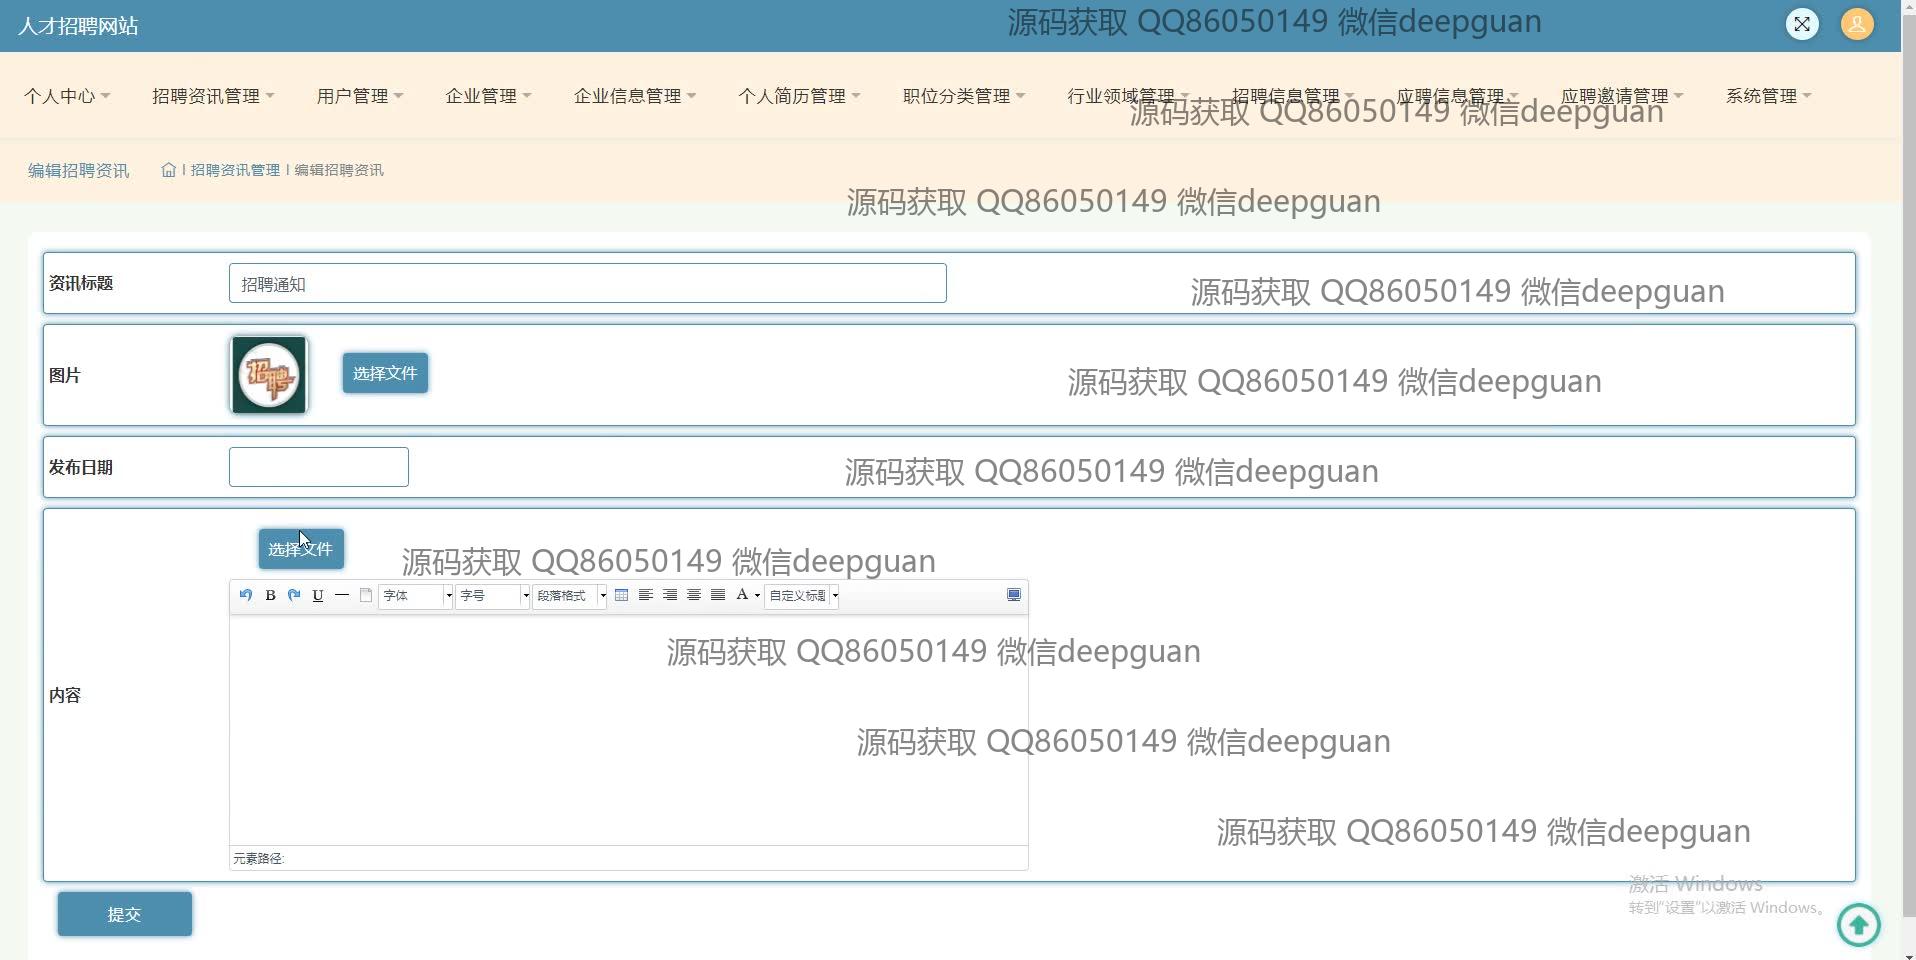 人才招聘网站
源码获取 QQ86050149 微信deepguan
个人中心 招聘资讯管理 用户管理 企业管理 企业信息管理 个人简历管理 职位分类管理 行业领域管理 招聘信息管理 应聘信息管理 应聘邀请管理 系统管理
源码获取 QQ86050149 微信deepguan
编辑招聘资讯 | 招聘资讯管理 | 编辑招聘资讯
源码获取 QQ86050149 微信deepguan
资讯标题 招聘通知
源码获取 QQ86050149 微信deepguan
招聘
图片 选择文件
源码获取 QQ86050149 微信deepguan
发布日期
源码获取 QQ86050149 微信deepguan
选择文件
源码获取 QQ86050149 微信deepguan
B U 字体 字号 段落格式 A 自定义标题
源码获取 QQ86050149 微信deepguan
内容
源码获取 QQ86050149 微信deepguan
源码获取 QQ86050149 微信deepguan
元素路径:
激活 Windows
转到"设置"以激活 Windows。
提交